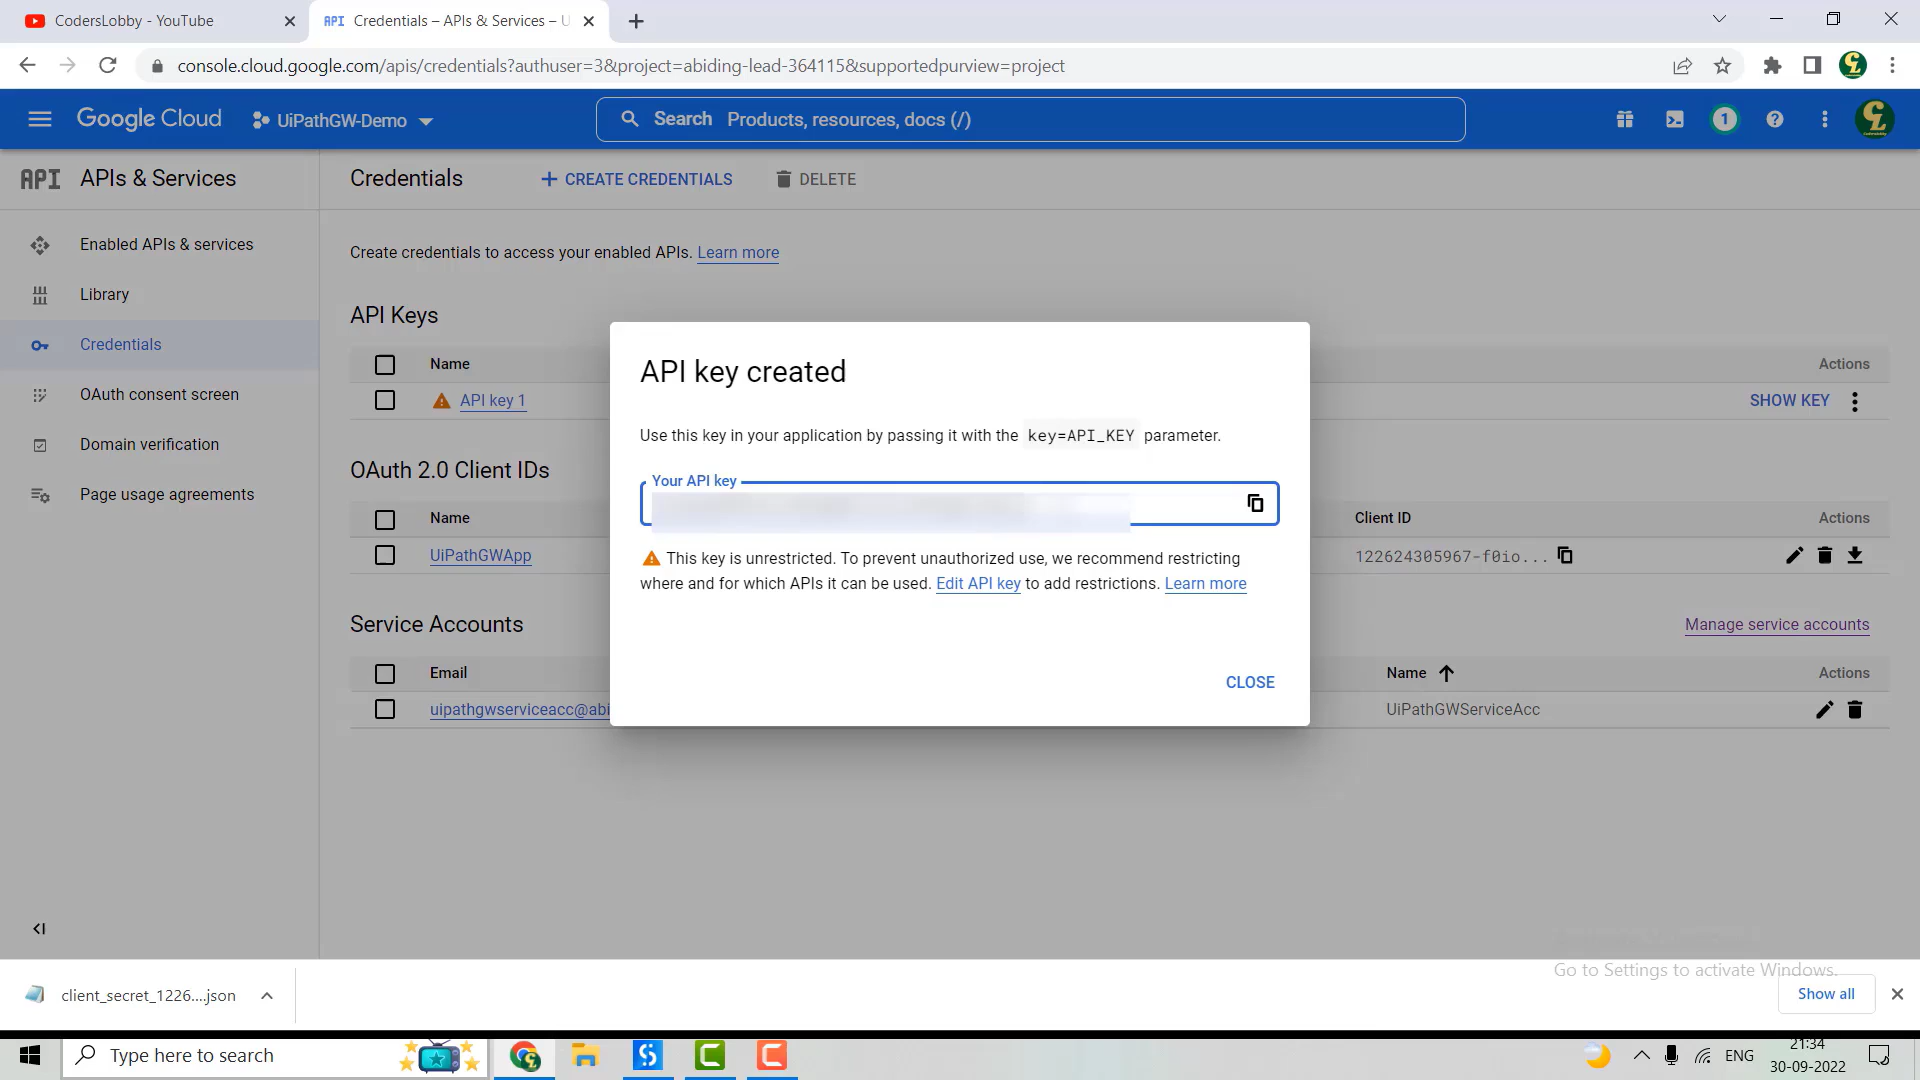 CodersLobby - YouTube
API Credentials – APIs & Services – U
console.cloud.google.com/apis/credentials?authuser=3&project=abiding-lead-364115&supportedpurview=project
Google Cloud
UiPathGW-Demo
Search Products, resources, docs (/)
1
API APIs & Services
Credentials
CREATE CREDENTIALS
DELETE
Enabled APIs & services
Library
Credentials
OAuth consent screen
Domain verification
Page usage agreements
Create credentials to access your enabled APIs. Learn more
API Keys
Name
Actions
API key 1
SHOW KEY
OAuth 2.0 Client IDs
Name
Client ID
Actions
UiPathGWApp
122624305967-f0io...
Service Accounts
Manage service accounts
Email
Name
Actions
uipathgwserviceacc@abi
UiPathGWServiceAcc
API key created
Use this key in your application by passing it with the key=API_KEY parameter.
Your API key
This key is unrestricted. To prevent unauthorized use, we recommend restricting
where and for which APIs it can be used. Edit API key to add restrictions. Learn more
CLOSE
Go to Settings to activate Windows.
client_secret_1226....json
Show all
Type here to search
ENG
21:34
30-09-2022